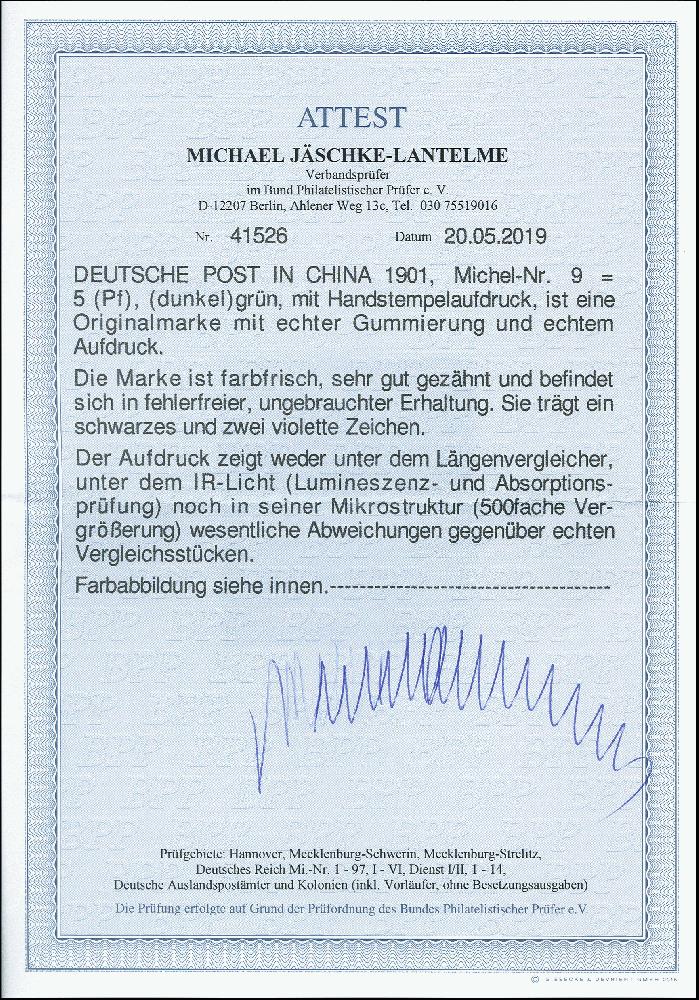 ATTEST
MICHAEL JÄSCHKE-LANTELME
Verbandsprüfer
im Bund Philatelistischer Prüfer e. V.
D-12207 Berlin, Ahlener Weg 13c, Tel. 030 75519016
Nr. 41526 Datum 20.05.2019
DEUTSCHE POST IN CHINA 1901, Michel-Nr. 9 =
5 (Pf), (dunkel)grün, mit Handstempelaufdruck, ist eine
Originalmarke mit echter Gummierung und echtem
Aufdruck.
Die Marke ist farbfrisch, sehr gut gezähnt und befindet
sich in fehlerfreier, ungebrauchter Erhaltung. Sie trägt ein
schwarzes und zwei violette Zeichen.
Der Aufdruck zeigt weder unter dem Längenvergleicher,
unter dem IR-Licht (Lumineszenz- und Absorptions-
prüfung) noch in seiner Mikrostruktur (500fache Ver-
größerung) wesentliche Abweichungen gegenüber echten
Vergleichsstücken.
Farbabbildung siehe innen.--------------------------------------
Prüfgebiete: Hannover, Mecklenburg-Schwerin, Mecklenburg-Strelitz,
Deutsches Reich Mi.-Nr. 1 - 97, I - VI, Dienst I/II, 1 - 14,
Deutsche Auslandspostämter und Kolonien (inkl. Vorläufer, ohne Besetzungsausgaben)
Die Prüfung erfolgte auf Grund der Prüfordnung des Bundes Philatelistischer Prüfer e.V.
© GIESECKE & DEVRIENT GMBH